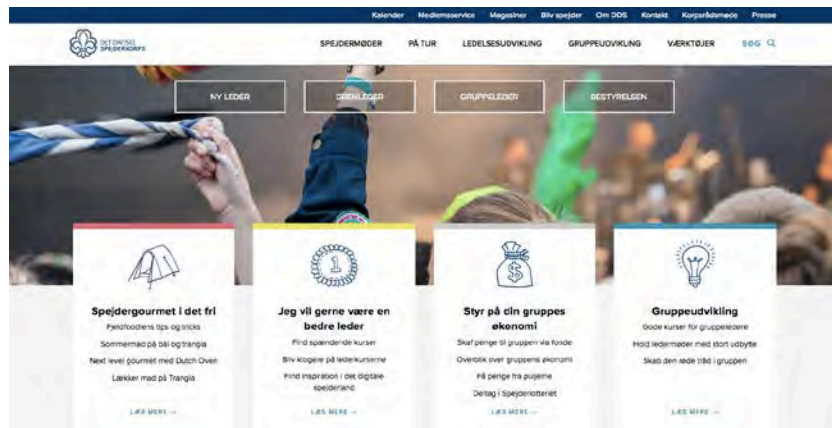 Kalender Medlemsservice Magasiner Bliv spejder Om DDS Kontakt Korpsrådsmøde Presse
DET DANSKE
SPEJDERKORPS
SPEJDERMØDER PÅ TUR LEDELSESUDVIKLING GRUPPEUDVIKLING VÆRKTØJER SØG
NY LEDER GRENLEDER GRUPPELEDER BESTYRELSEN
1
$
Spejdergourmet i det fri
Fjeldfoodiens tips og tricks
Sommermad på bål og trangia
Next level gourmet med Dutch Oven
Lækker mad på Trangia
LÆS MERE →
Jeg vil gerne være en
bedre leder
Find spændende kurser
Bliv klogere på lederkurserne
Find inspiration i det digitale
spejderland
LÆS MERE →
Styr på din gruppes
økonomi
Skaf penge til gruppen via fonde
Overblik over gruppens økonomi
Få penge fra puljerne
Deltag i Spejderlotteriet
LÆS MERE →
Gruppeudvikling
Gode kurser for gruppeledere
Hold ledermøder med stort udbytte
Skab den røde tråd i gruppen
LÆS MERE →